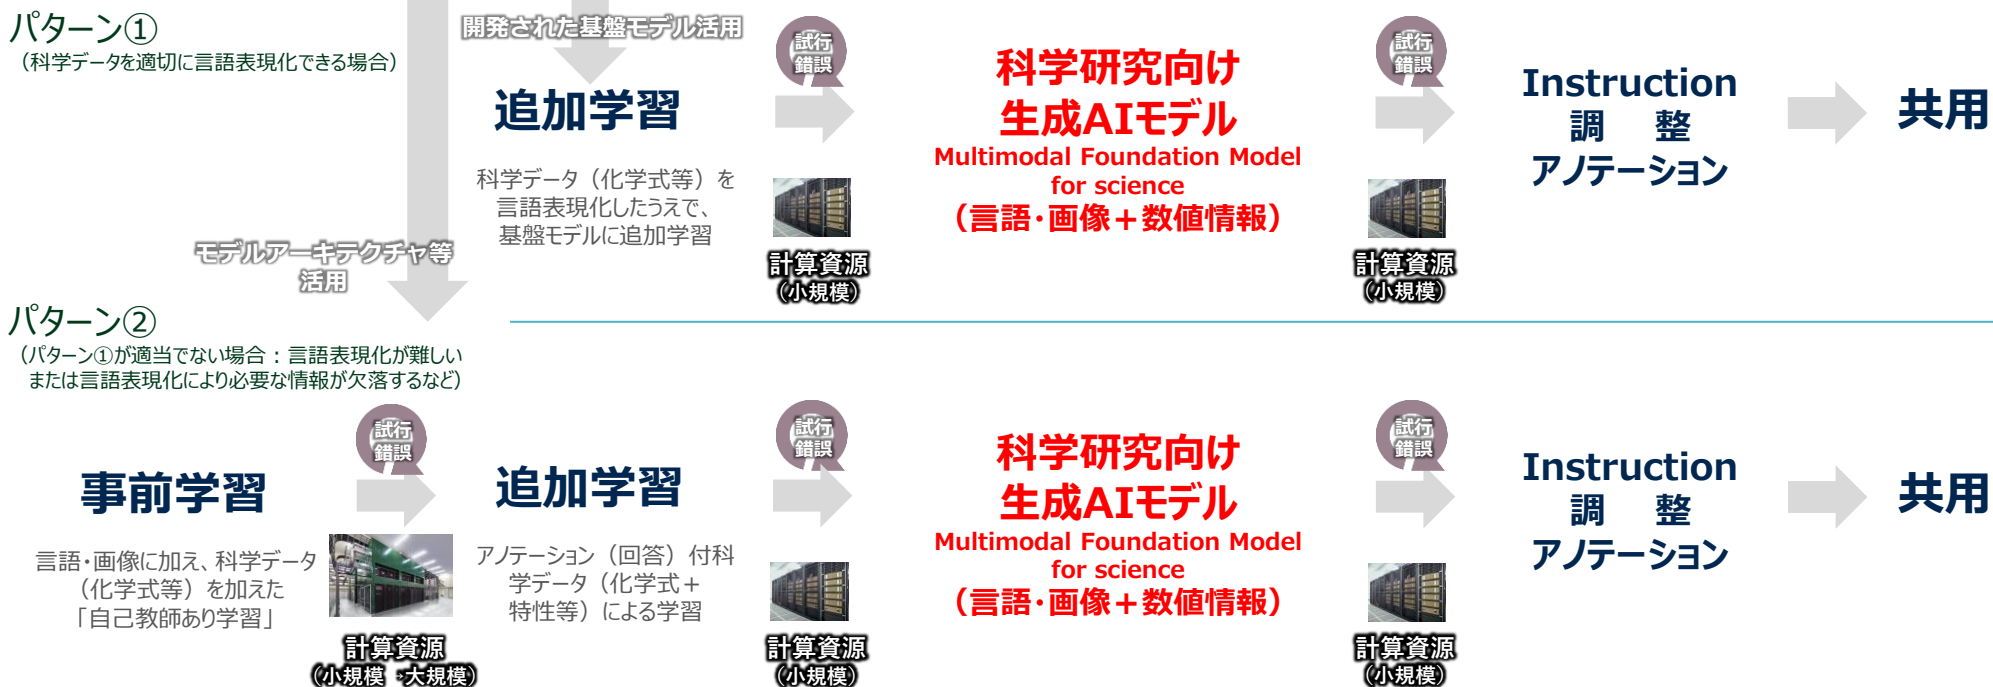 パターン①
（科学データを適切に言語表現化できる場合）
開発された基盤モデル活用
追加学習
科学データ（化学式等）を
言語表現化したうえで、
基盤モデルに追加学習
試行
錯誤
計算資源
（小規模）
科学研究向け
生成AIモデル
Multimodal Foundation Model
for science
（言語・画像＋数値情報）
試行
錯誤
計算資源
（小規模）
Instruction
調 整
アノテーション
共用
モデルアーキテクチャ等
活用
パターン②
（パターン①が適当でない場合：言語表現化が難しい
または言語表現化により必要な情報が欠落するなど）
事前学習
言語・画像に加え、科学データ
（化学式等）を加えた
「自己教師あり学習」
試行
錯誤
計算資源
（小規模→大規模）
追加学習
アノテーション（回答）付科
学データ（化学式＋
特性等）による学習
試行
錯誤
計算資源
（小規模）
科学研究向け
生成AIモデル
Multimodal Foundation Model
for science
（言語・画像＋数値情報）
試行
錯誤
計算資源
（小規模）
Instruction
調 整
アノテーション
共用